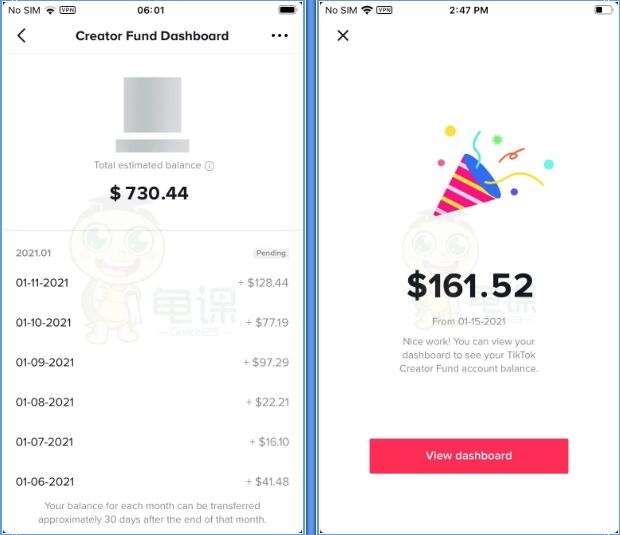 No SIM VPN 06:01
Creator Fund Dashboard
Total estimated balance
$ 730.44
2021.01 Pending
01-11-2021 + $128.44
01-10-2021 + $77.19
01-09-2021 + $97.29
01-08-2021 + $22.21
01-07-2021 + $16.10
01-06-2021 + $41.48
Your balance for each month can be transferred
approximately 30 days after the end of that month.
龟课
No SIM VPN 2:47 PM
$161.52
From 01-15-2021
Nice work! You can view your
dashboard to see your TikTok
Creator Fund account balance.
View dashboard
龟课